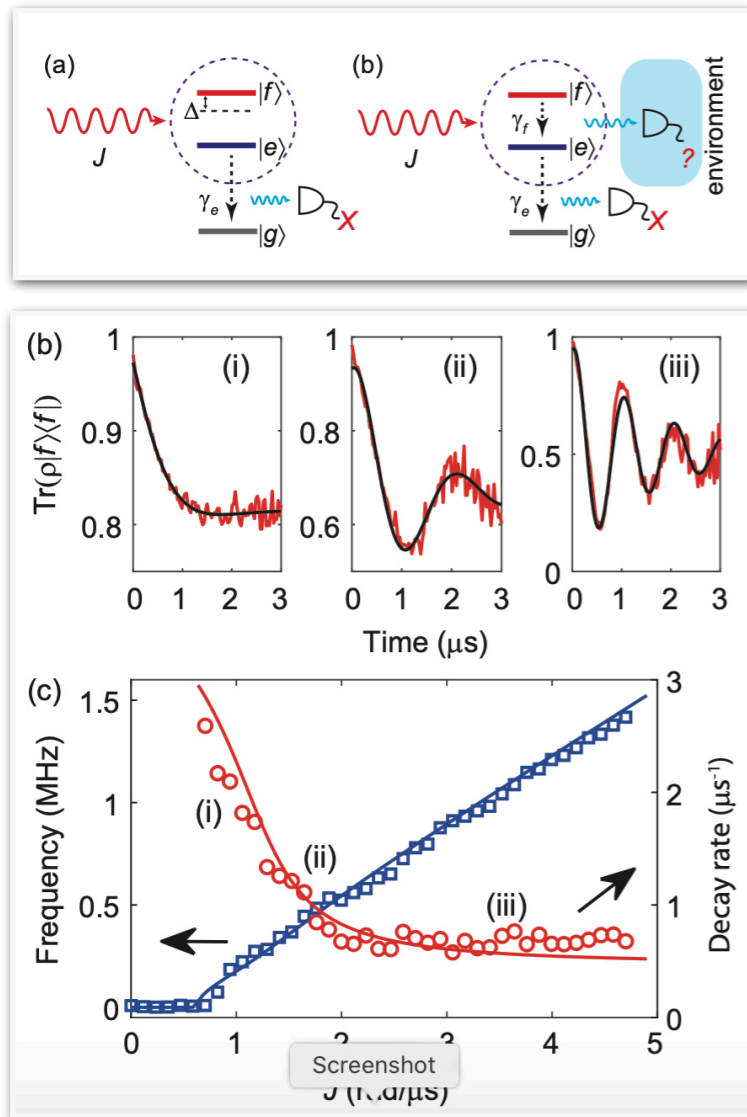 (a)
|f⟩
Δ
J
|e⟩
γe
X
|g⟩
(b)
|f⟩
γf
J
|e⟩
?
environment
γe
X
|g⟩
(b)
Tr(ρ|f⟩⟨f|)
1
0.9
0.8
(i)
0 1 2 3
1
0.8
0.6
(ii)
0 1 2 3
1
0.5
0
(iii)
0 1 2 3
Time (μs)
(c)
Frequency (MHz)
1.5
1
0.5
0
(i)
(ii)
(iii)
3
2
1
0
Decay rate (μs⁻¹)
0 1 2 3 4 5
Screenshot
J (rad/μs)